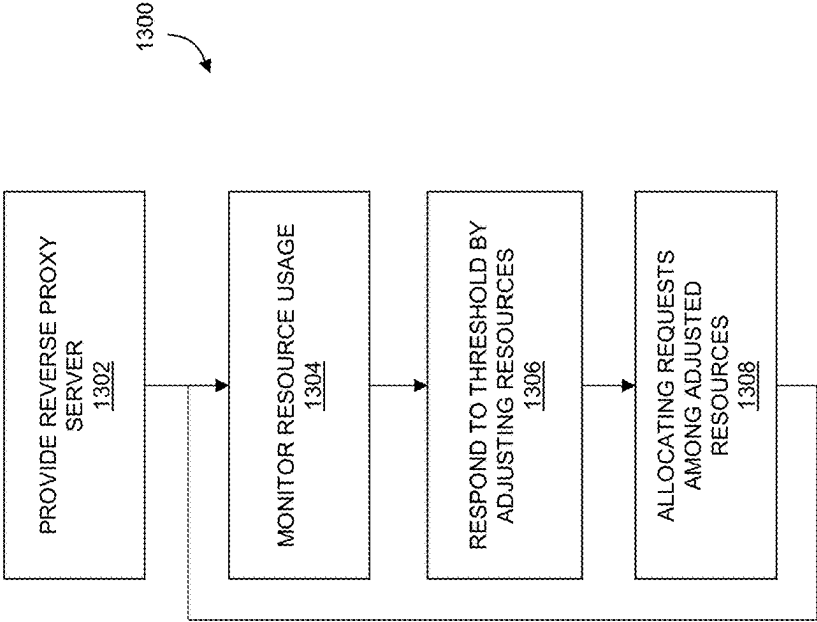 1300
PROVIDE REVERSE PROXY
SERVER
1302
MONITOR RESOURCE USAGE
1304
RESPOND TO THRESHOLD BY
ADJUSTING RESOURCES
1306
ALLOCATING REQUESTS
AMONG ADJUSTED
RESOURCES
1308